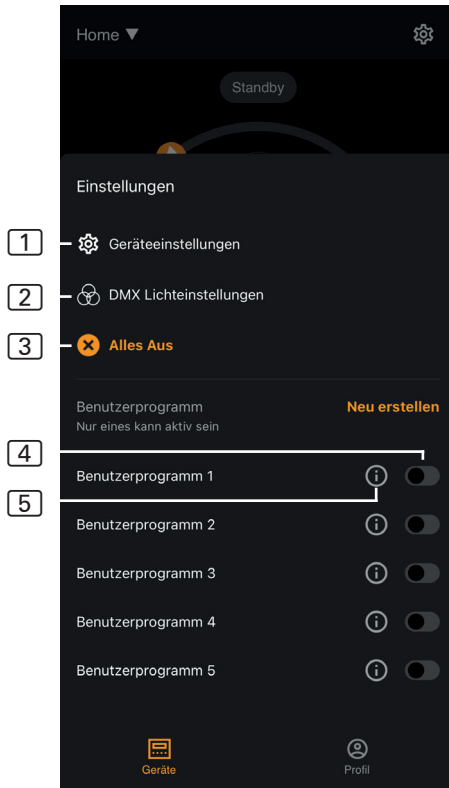 Home ▼
Standby
Einstellungen
1
Geräteeinstellungen
2
DMX Lichteinstellungen
3
Alles Aus
Benutzerprogramm
Neu erstellen
Nur eines kann aktiv sein
4
Benutzerprogramm 1
5
Benutzerprogramm 2
Benutzerprogramm 3
Benutzerprogramm 4
Benutzerprogramm 5
Geräte
Profil